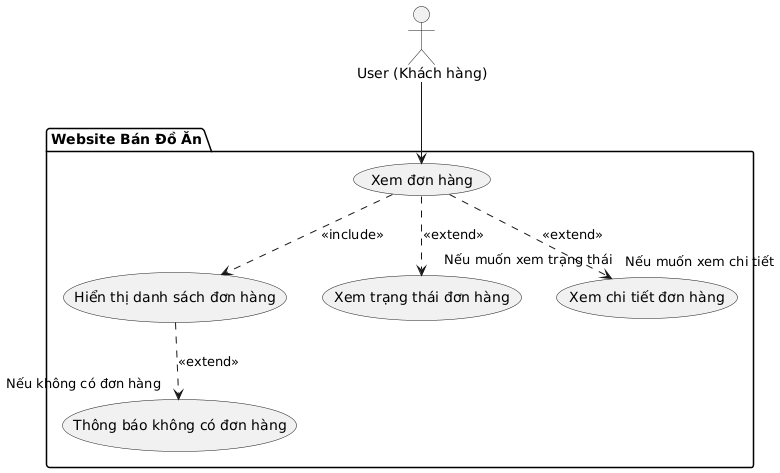 User (Khách hàng)
Website Bán Đồ Ăn
Xem đơn hàng
«include»
«extend»
«extend»
Nếu muốn xem trạng thái
Nếu muốn xem chi tiết
Hiển thị danh sách đơn hàng
Xem trạng thái đơn hàng
Xem chi tiết đơn hàng
«extend»
Nếu không có đơn hàng
Thông báo không có đơn hàng